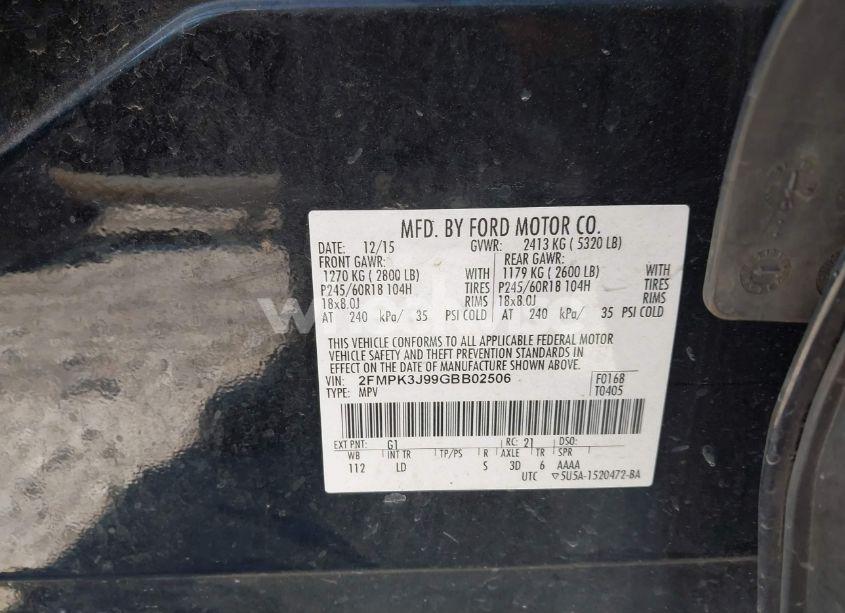 MFD. BY FORD MOTOR CO.
DATE: 12/15 GVWR: 2413 KG ( 5320 LB)
FRONT GAWR: REAR GAWR:
1270 KG ( 2800 LB) WITH 1179 KG ( 2600 LB) WITH
P245/60R18 104H TIRES P245/60R18 104H TIRES
18x8.0J RIMS 18x8.0J RIMS
AT 240 kPa/ 35 PSI COLD AT 240 kPa/ 35 PSI COLD
THIS VEHICLE CONFORMS TO ALL APPLICABLE FEDERAL MOTOR
VEHICLE SAFETY AND THEFT PREVENTION STANDARDS IN
EFFECT ON THE DATE OF MANUFACTURE SHOWN ABOVE.
VIN: 2FMPK3J99GBB02506 F0168
TYPE: MPV T0405
EXT PNT: G1 RC: 21 DSO:
WB INT TR TP/PS R AXLE TR SPR
112 LD S 3D 6 AAAA
UTC ▽5U5A-1520472-BA